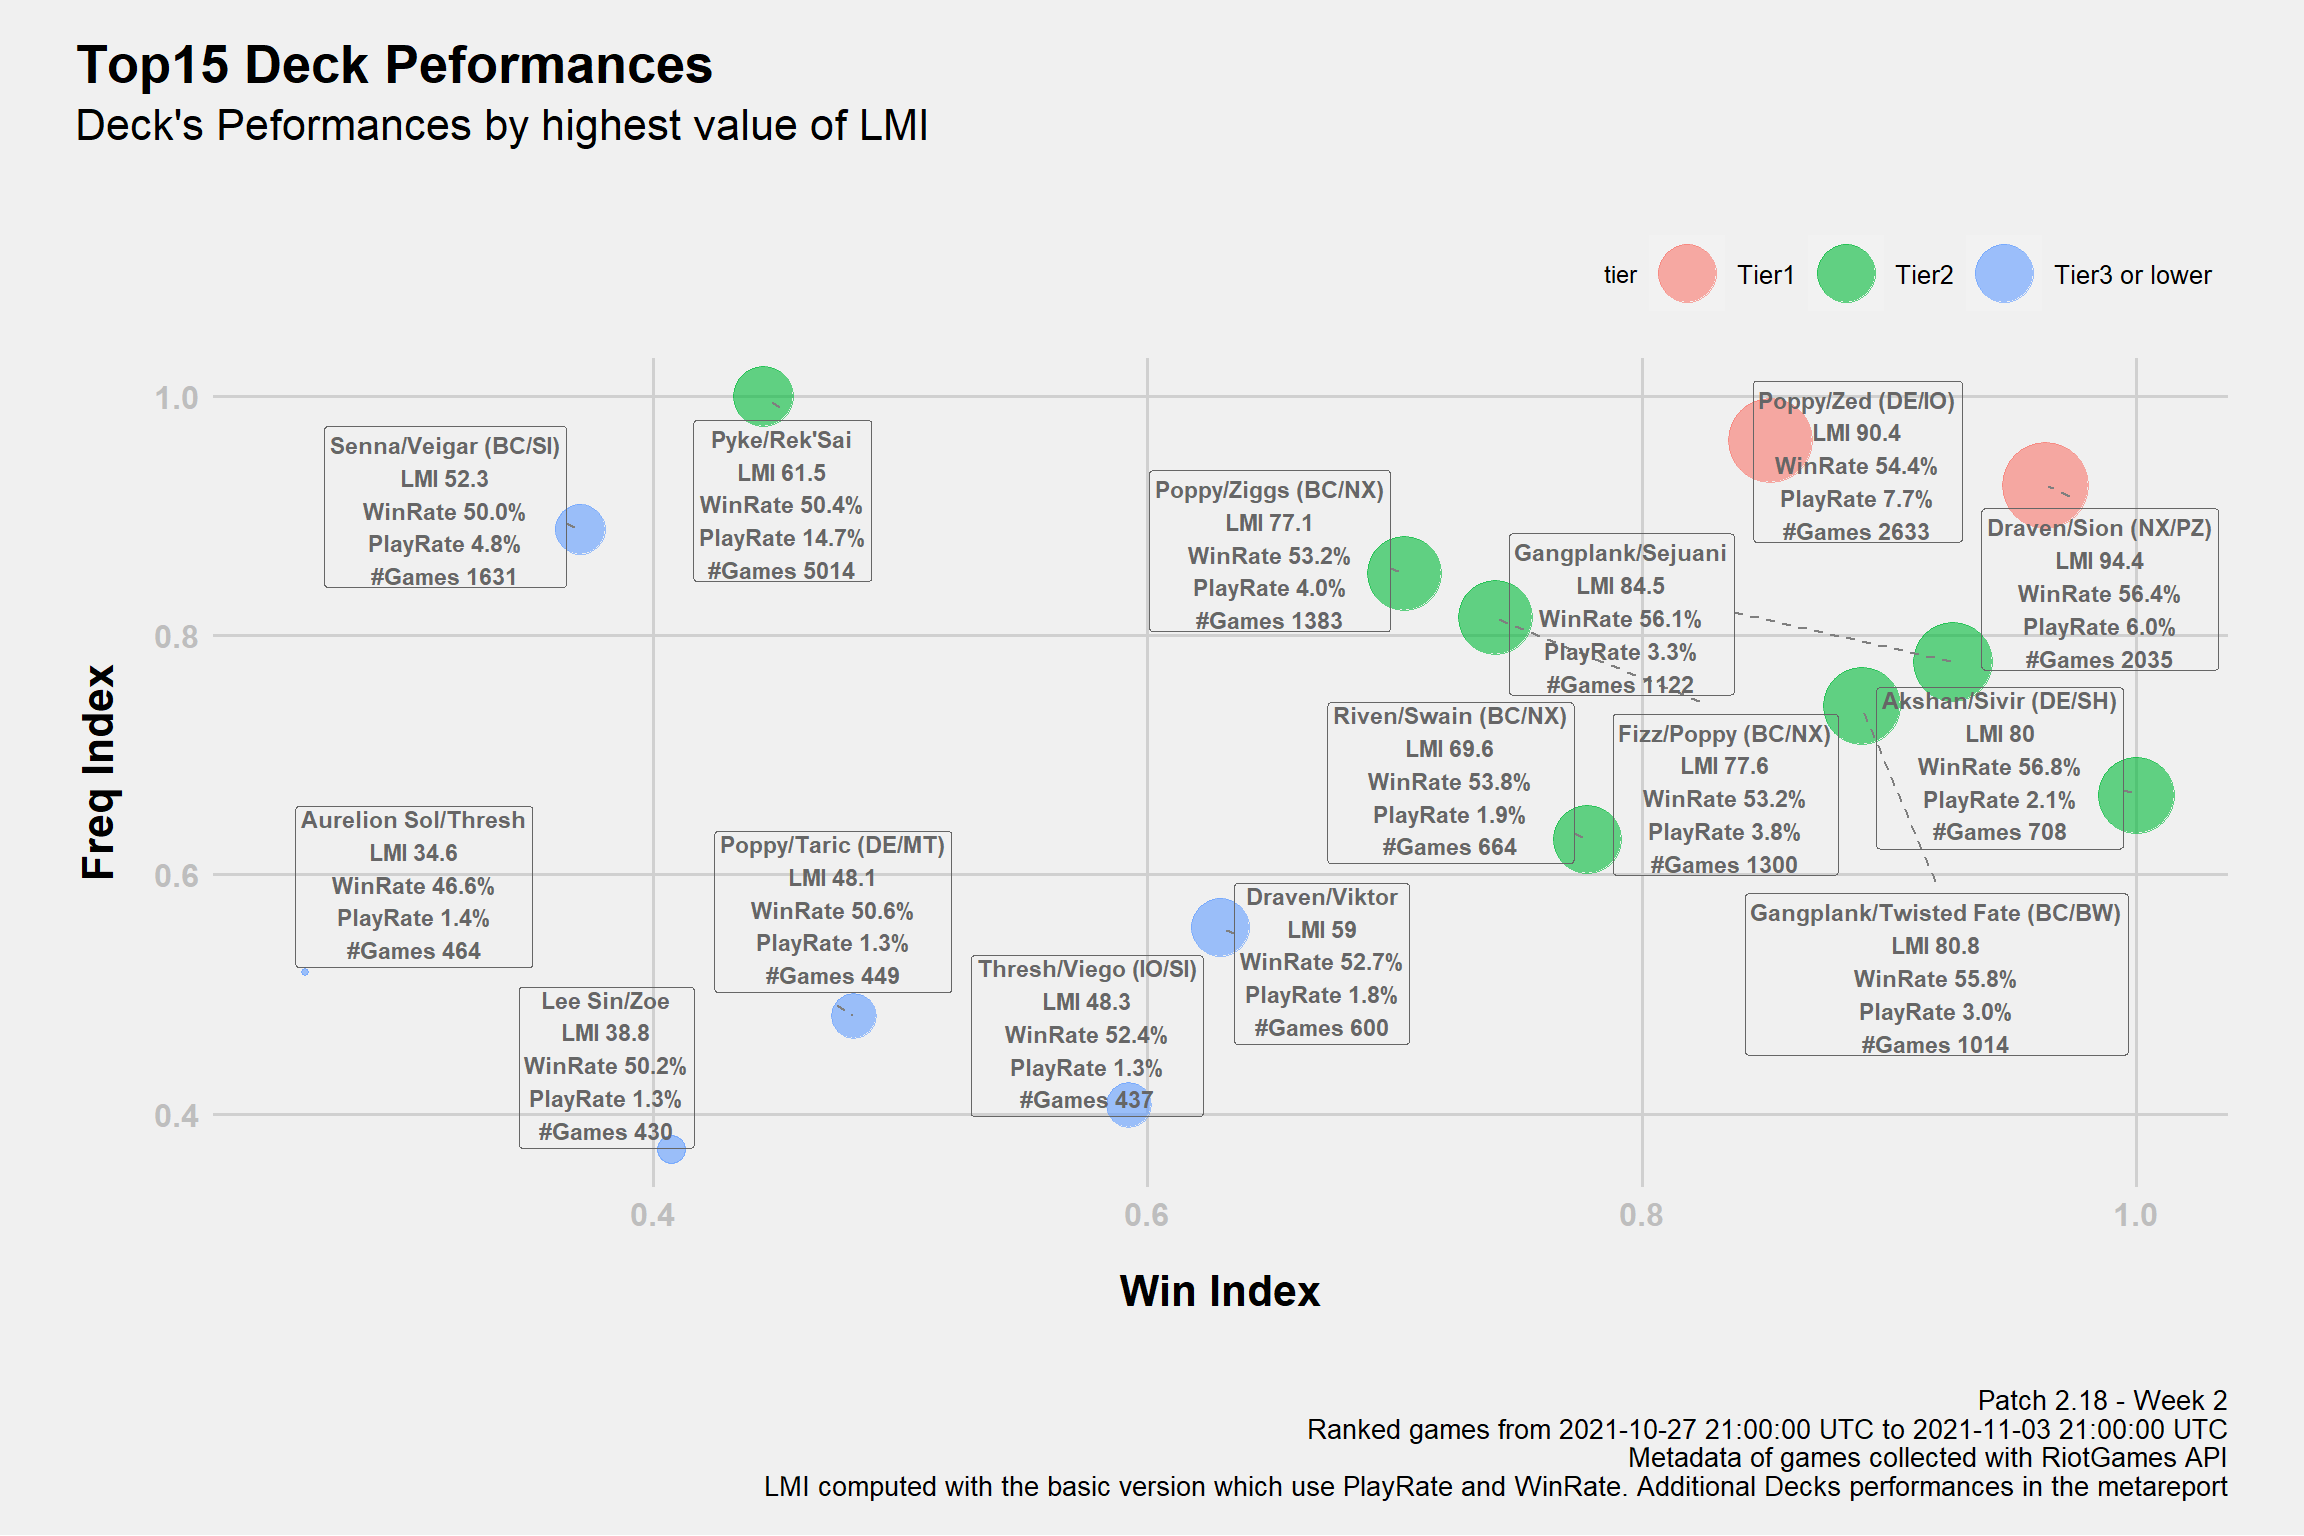 Top15 Deck Peformances
Deck's Peformances by highest value of LMI
tier
Tier1
Tier2
Tier3 or lower
Freq Index
1.0
0.8
0.6
0.4
Senna/Veigar (BC/SI)
LMI 52.3
WinRate 50.0%
PlayRate 4.8%
#Games 1631
Pyke/Rek'Sai
LMI 61.5
WinRate 50.4%
PlayRate 14.7%
#Games 5014
Poppy/Ziggs (BC/NX)
LMI 77.1
WinRate 53.2%
PlayRate 4.0%
#Games 1383
Gangplank/Sejuani
LMI 84.5
WinRate 56.1%
PlayRate 3.3%
#Games 1122
Poppy/Zed (DE/IO)
LMI 90.4
WinRate 54.4%
PlayRate 7.7%
#Games 2633
Draven/Sion (NX/PZ)
LMI 94.4
WinRate 56.4%
PlayRate 6.0%
#Games 2035
Riven/Swain (BC/NX)
LMI 69.6
WinRate 53.8%
PlayRate 1.9%
#Games 664
Fizz/Poppy (BC/NX)
LMI 77.6
WinRate 53.2%
PlayRate 3.8%
#Games 1300
Akshan/Sivir (DE/SH)
LMI 80
WinRate 56.8%
PlayRate 2.1%
#Games 708
Aurelion Sol/Thresh
LMI 34.6
WinRate 46.6%
PlayRate 1.4%
#Games 464
Poppy/Taric (DE/MT)
LMI 48.1
WinRate 50.6%
PlayRate 1.3%
#Games 449
Draven/Viktor
LMI 59
WinRate 52.7%
PlayRate 1.8%
#Games 600
Gangplank/Twisted Fate (BC/BW)
LMI 80.8
WinRate 55.8%
PlayRate 3.0%
#Games 1014
Lee Sin/Zoe
LMI 38.8
WinRate 50.2%
PlayRate 1.3%
#Games 430
Thresh/Viego (IO/SI)
LMI 48.3
WinRate 52.4%
PlayRate 1.3%
#Games 437
0.4
0.6
0.8
1.0
Win Index
Patch 2.18 - Week 2
Ranked games from 2021-10-27 21:00:00 UTC to 2021-11-03 21:00:00 UTC
Metadata of games collected with RiotGames API
LMI computed with the basic version which use PlayRate and WinRate. Additional Decks performances in the metareport